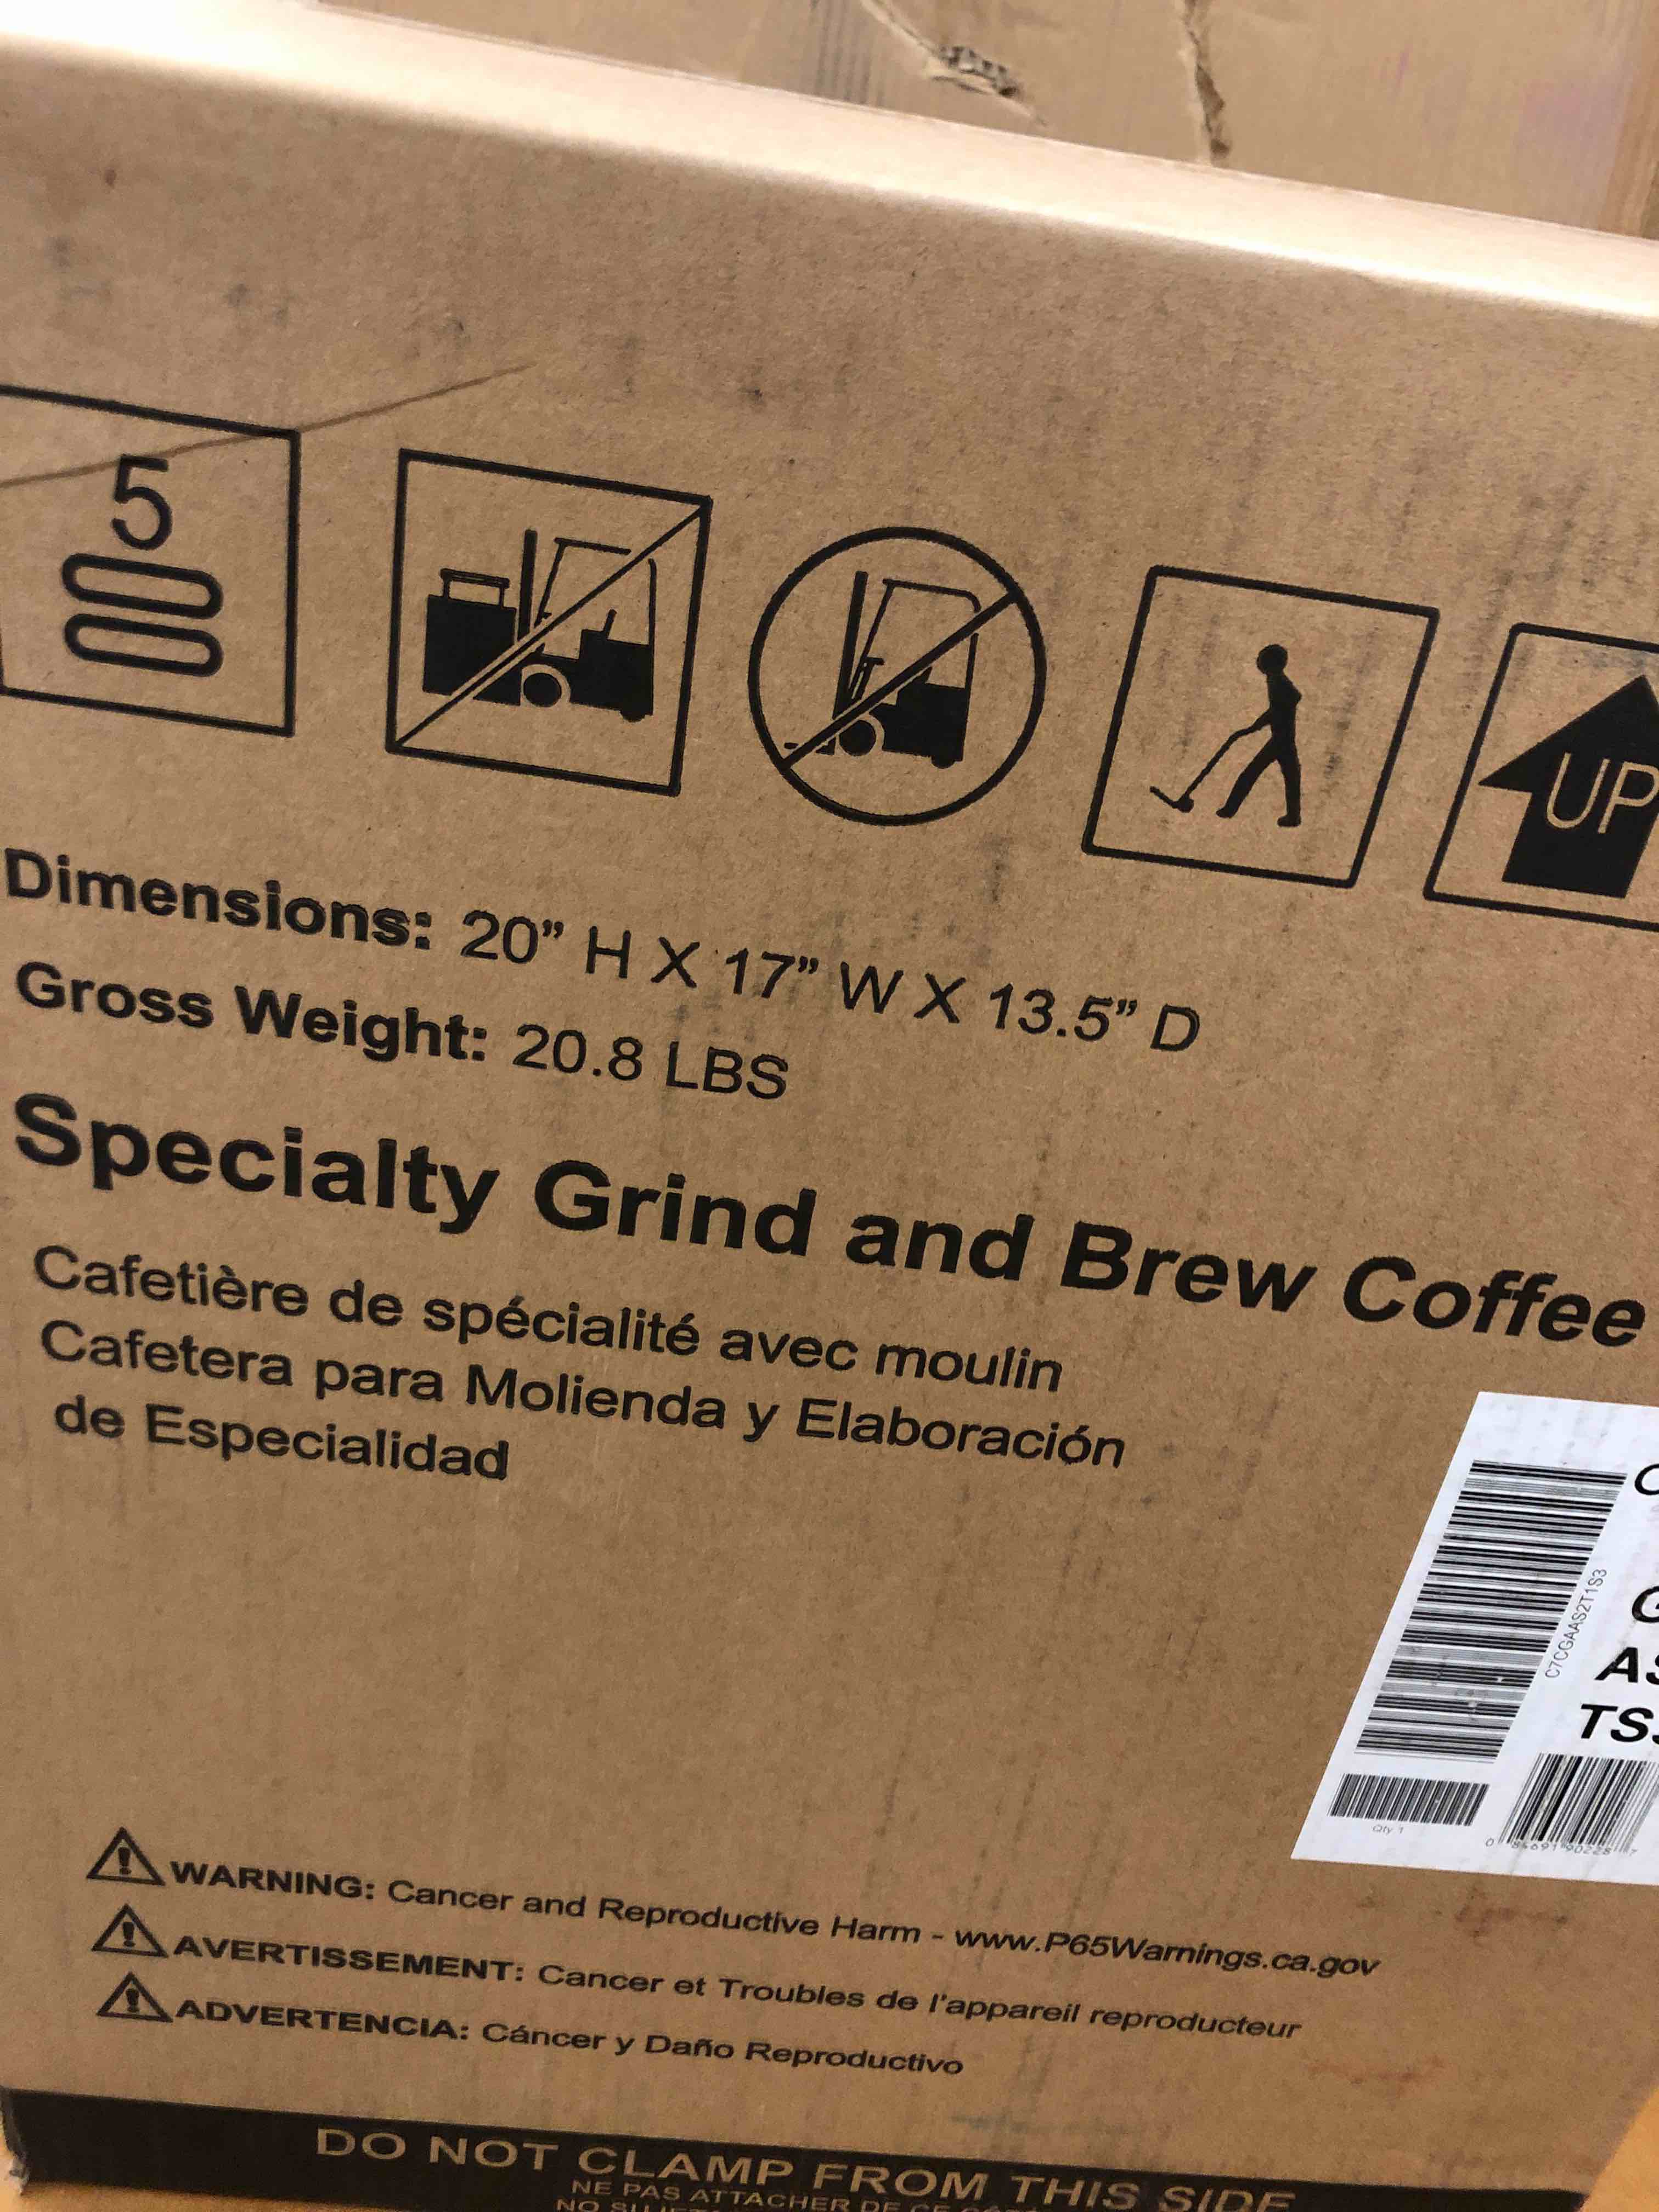 5
UP
Dimensions: 20” H X 17” W X 13.5” D
Gross Weight: 20.8 LBS
Specialty Grind and Brew Coffee
Cafetière de spécialité avec moulin
Cafetera para Molienda y Elaboración
de Especialidad
C7CGAAS2T1S3
Qty 1
WARNING: Cancer and Reproductive Harm - www.P65Warnings.ca.gov
AVERTISSEMENT: Cancer et Troubles de l'appareil reproducteur
ADVERTENCIA: Cáncer y Daño Reproductivo
DO NOT CLAMP FROM THIS SIDE
NE PAS ATTACHER DE CE